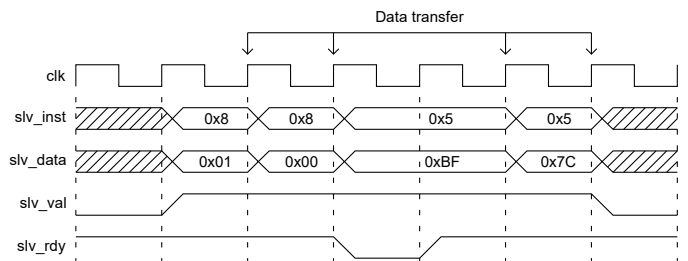 Data transfer
clk
slv_inst 0x8 0x8 0x5 0x5
slv_data 0x01 0x00 0xBF 0x7C
slv_val
slv_rdy